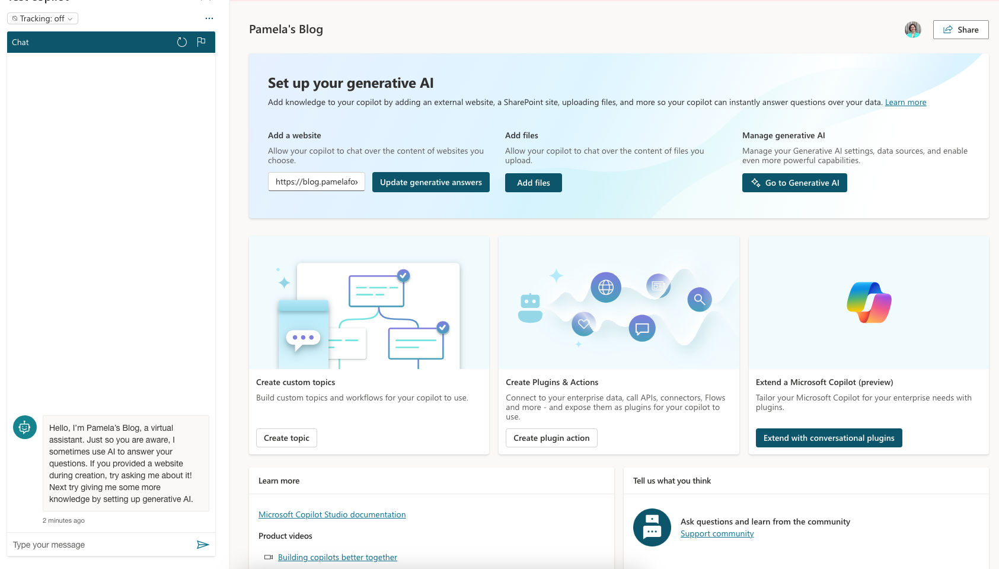 Tracking: off
Chat
Hello, I'm Pamela's Blog, a virtual
assistant. Just so you are aware, I
sometimes use AI to answer your
questions. If you provided a website
during creation, try asking me about it!
Next try giving me some more
knowledge by setting up generative AI.
2 minutes ago
Type your message
Pamela's Blog
Share
Set up your generative AI
Add knowledge to your copilot by adding an external website, a SharePoint site, uploading files, and more so your copilot can instantly answer questions over your data. Learn more
Add a website
Allow your copilot to chat over the content of websites you
choose.
https://blog.pamelafo
Update generative answers
Add files
Allow your copilot to chat over the content of files you
upload.
Add files
Manage generative AI
Manage your Generative AI settings, data sources, and enable
even more powerful capabilities.
Go to Generative AI
Create custom topics
Build custom topics and workflows for your copilot to use.
Create topic
Create Plugins & Actions
Connect to your enterprise data, call APIs, connectors, Flows
and more - and expose them as plugins for your copilot to
use.
Create plugin action
Extend a Microsoft Copilot (preview)
Tailor your Microsoft Copilot for your enterprise needs with
plugins.
Extend with conversational plugins
Learn more
Microsoft Copilot Studio documentation
Product videos
Building copilots better together
Tell us what you think
Ask questions and learn from the community
Support community